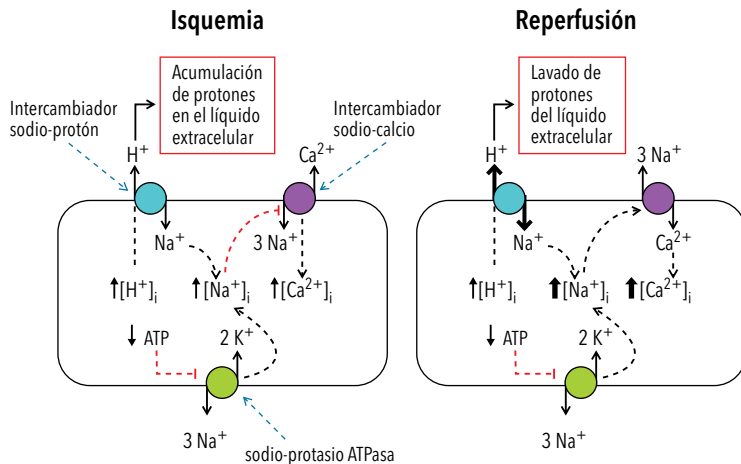 Isquemia
Acumulación
de protones
en el líquido
extracelular
Intercambiador
sodio-protón
Intercambiador
sodio-calcio
H+
Ca2+
Na+
3 Na+
[H+]i
[Na+]i
[Ca2+]i
ATP
2 K+
3 Na+
sodio-protasio ATPasa
Reperfusión
Lavado de
protones
del líquido
extracelular
H+
3 Na+
Na+
Ca2+
[H+]i
[Na+]i
[Ca2+]i
ATP
2 K+
3 Na+